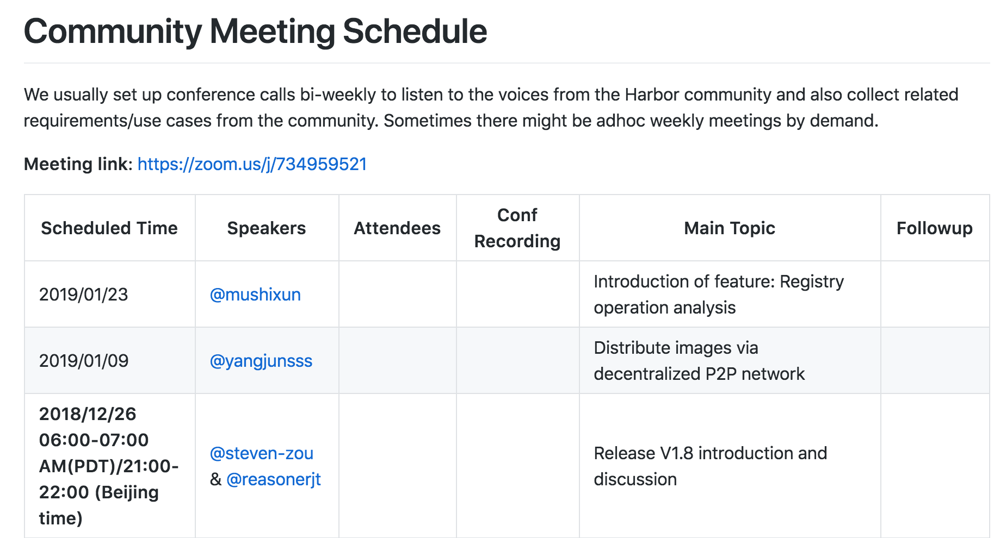 Community Meeting Schedule
We usually set up conference calls bi-weekly to listen to the voices from the Harbor community and also collect related
requirements/use cases from the community. Sometimes there might be adhoc weekly meetings by demand.
Meeting link: https://zoom.us/j/734959521
Scheduled Time
Speakers
Attendees
Conf
Recording
Main Topic
Followup
2019/01/23
@mushixun
Introduction of feature: Registry
operation analysis
2019/01/09
@yangjunsss
Distribute images via
decentralized P2P network
2018/12/26
06:00-07:00
AM(PDT)/21:00-
22:00 (Beijing
time)
@steven-zou
& @reasonerjt
Release V1.8 introduction and
discussion